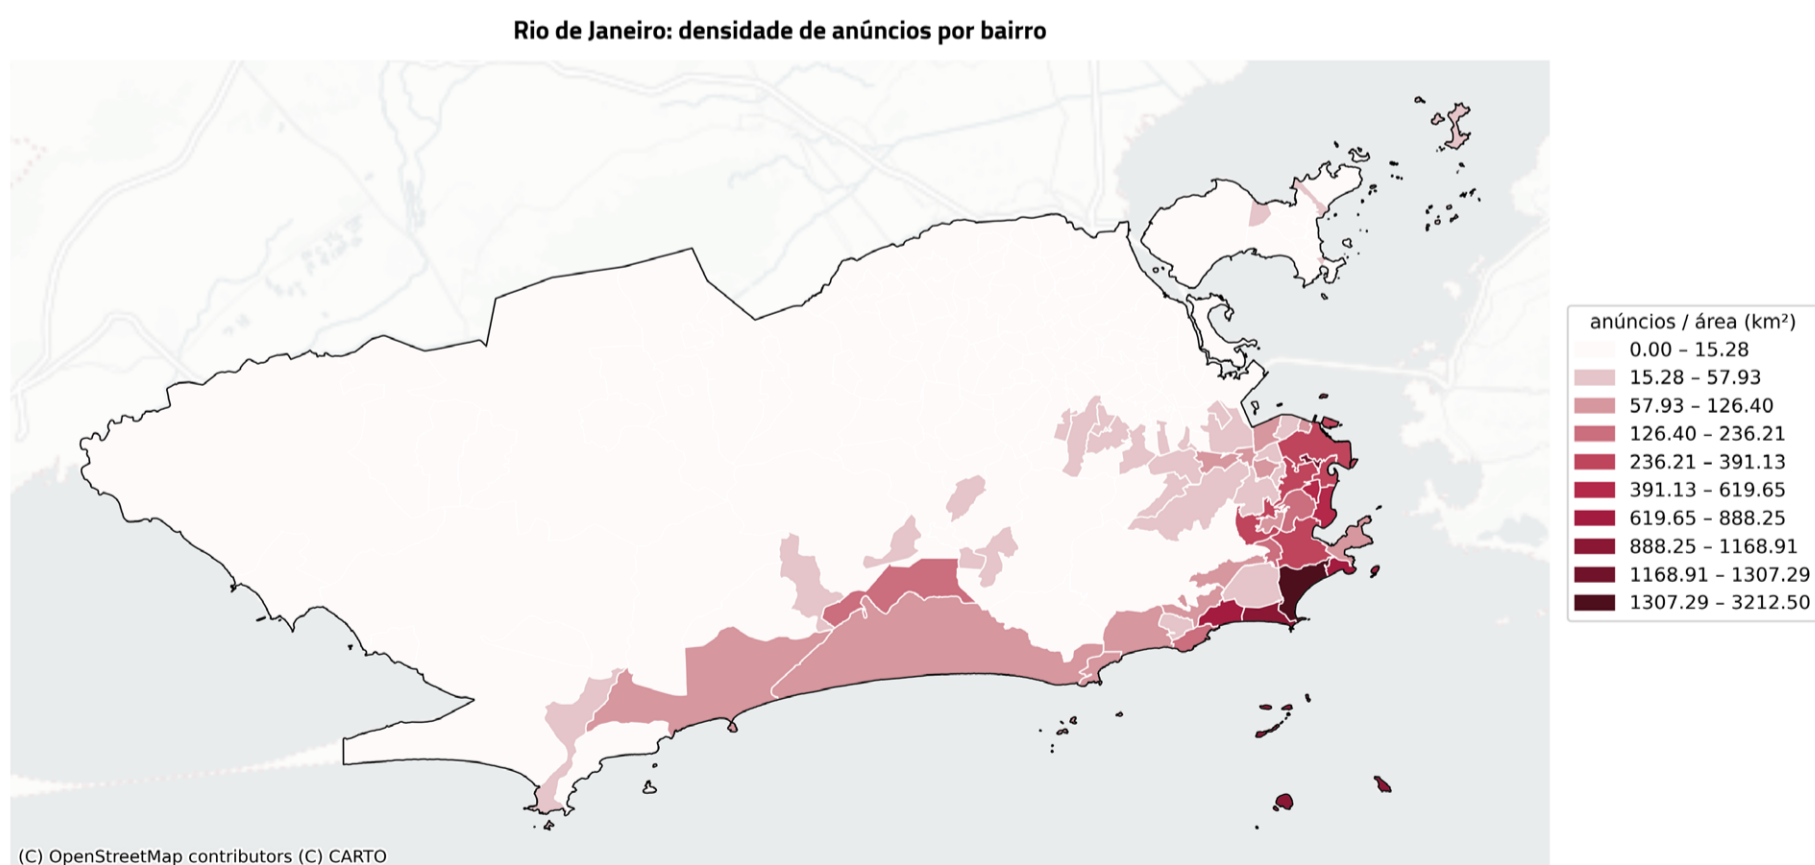 Rio de Janeiro: densidade de anúncios por bairro
anúncios / área (km²)
0.00 – 15.28
15.28 – 57.93
57.93 – 126.40
126.40 – 236.21
236.21 – 391.13
391.13 – 619.65
619.65 – 888.25
888.25 – 1168.91
1168.91 – 1307.29
1307.29 – 3212.50
(C) OpenStreetMap contributors (C) CARTO